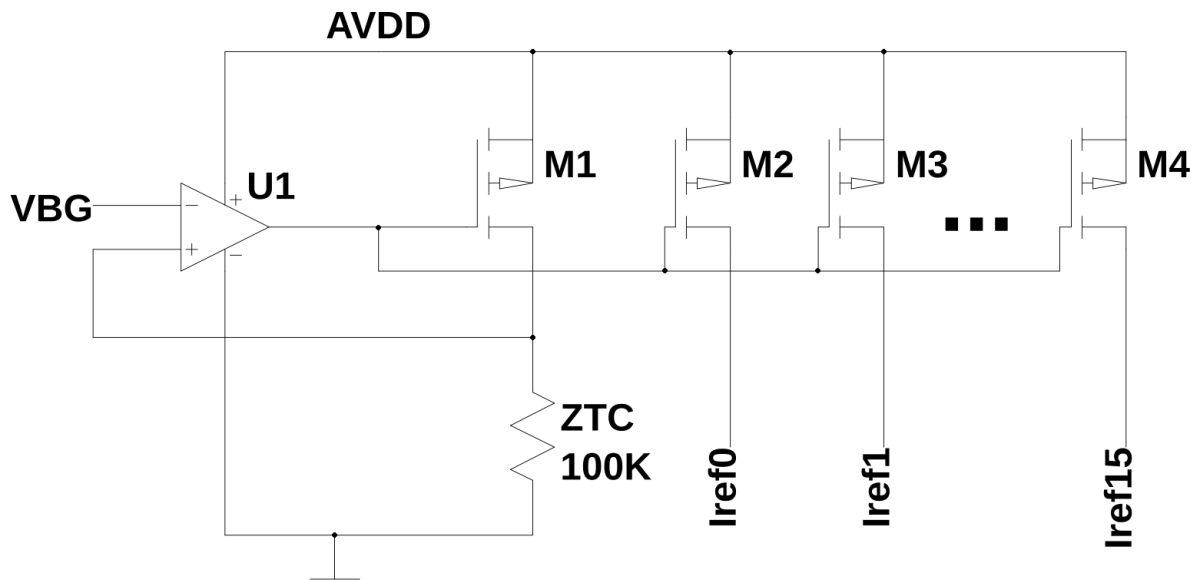 AVDD
M1
M2
M3
M4
U1
VBG
+
−
+
−
ZTC
100K
Iref0
Iref1
Iref15